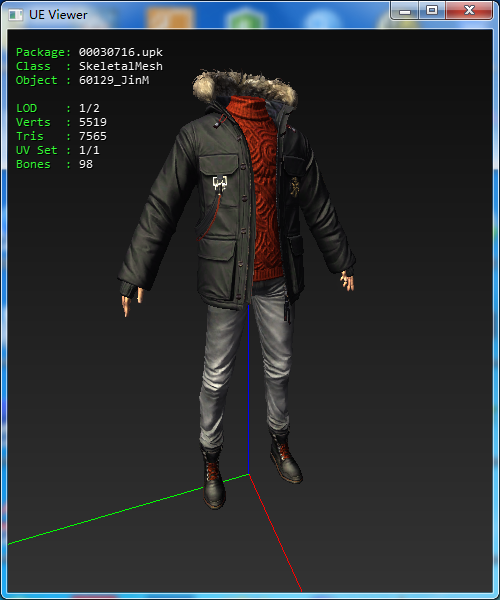 UE Viewer
Package: 00030716.upk
Class : SkeletalMesh
Object : 60129_JinM
LOD : 1/2
Verts : 5519
Tris : 7565
UV Set : 1/1
Bones : 98